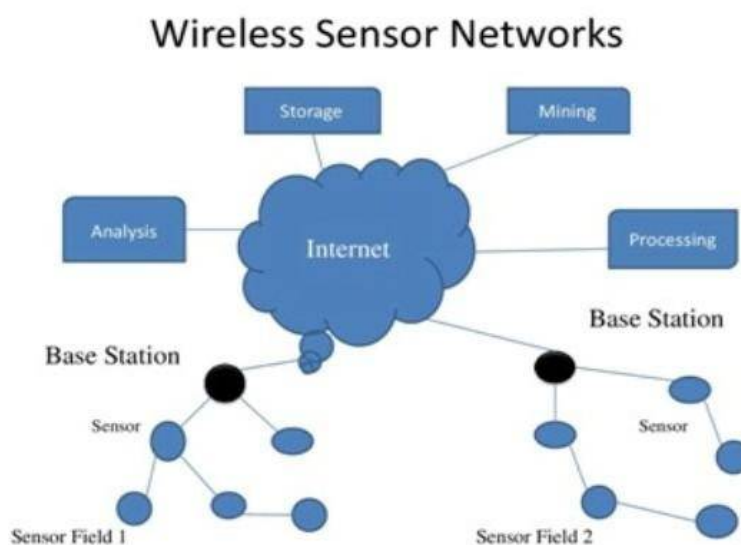 Wireless Sensor Networks
Storage
Mining
Analysis
Internet
Processing
Base Station
Base Station
Sensor
Sensor
Sensor Field 1
Sensor Field 2